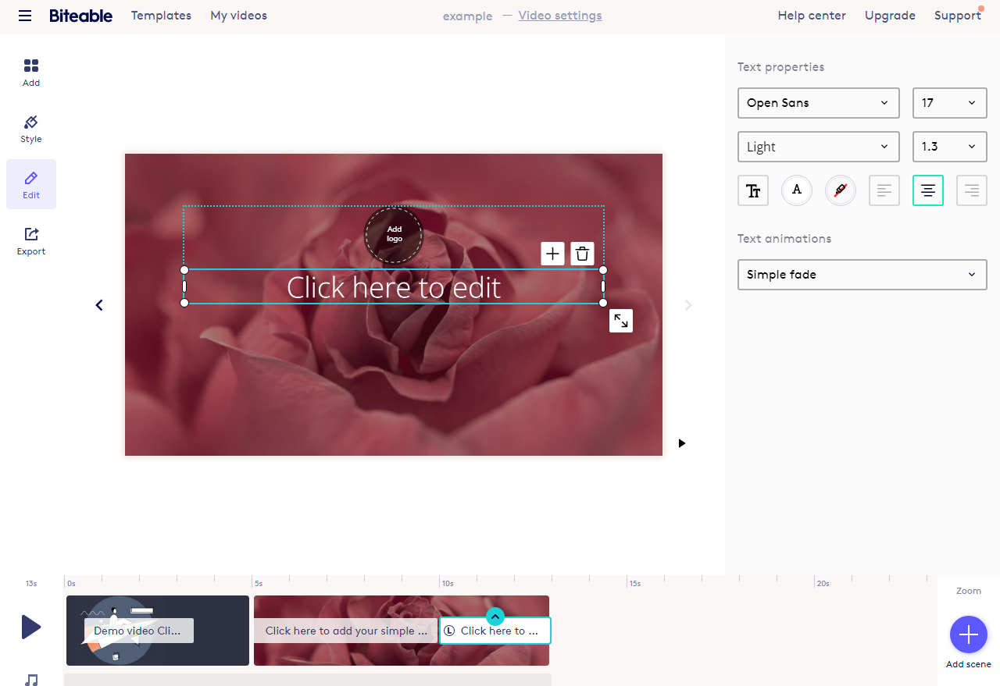 Biteable Templates My videos example — Video settings Help center Upgrade Support
Add
Style
Edit
Export
Add
logo
Click here to edit
Text properties
Open Sans 17
Light 1.3
Tt A
Text animations
Simple fade
13s 0s 5s 10s 15s 20s Zoom
Demo video Cli... Click here to add your simple ... L Click here to ...
Add scene